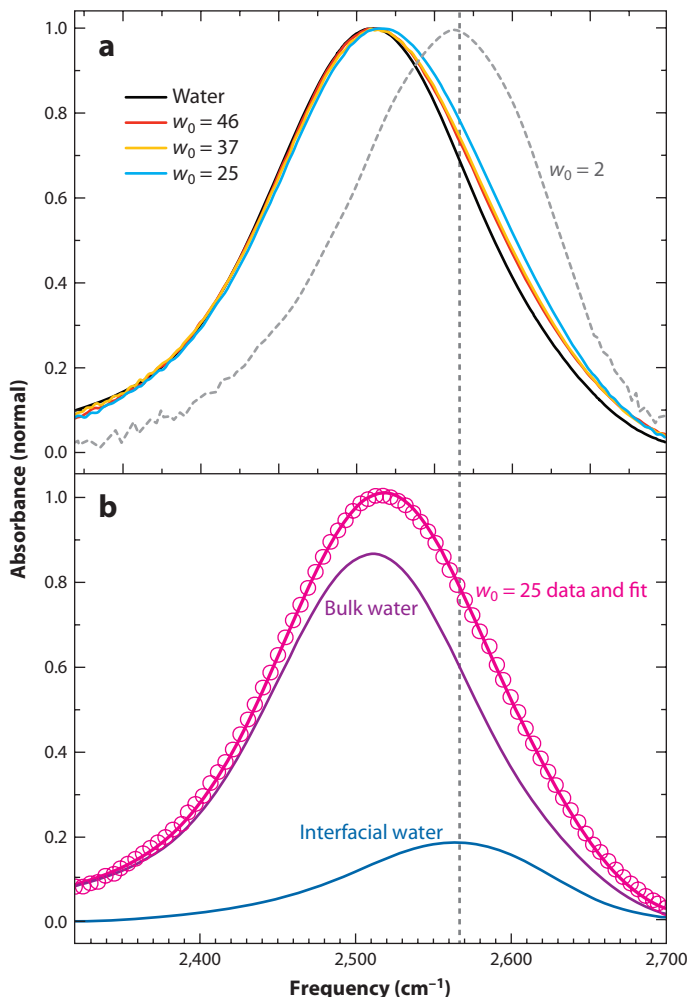 a
1.0
0.8
0.6
0.4
0.2
0.0
Water
w₀ = 46
w₀ = 37
w₀ = 25
w₀ = 2
Absorbance (normal)
b
1.0
0.8
0.6
0.4
0.2
0.0
w₀ = 25 data and fit
Bulk water
Interfacial water
2,400
2,500
2,600
2,700
Frequency (cm⁻¹)